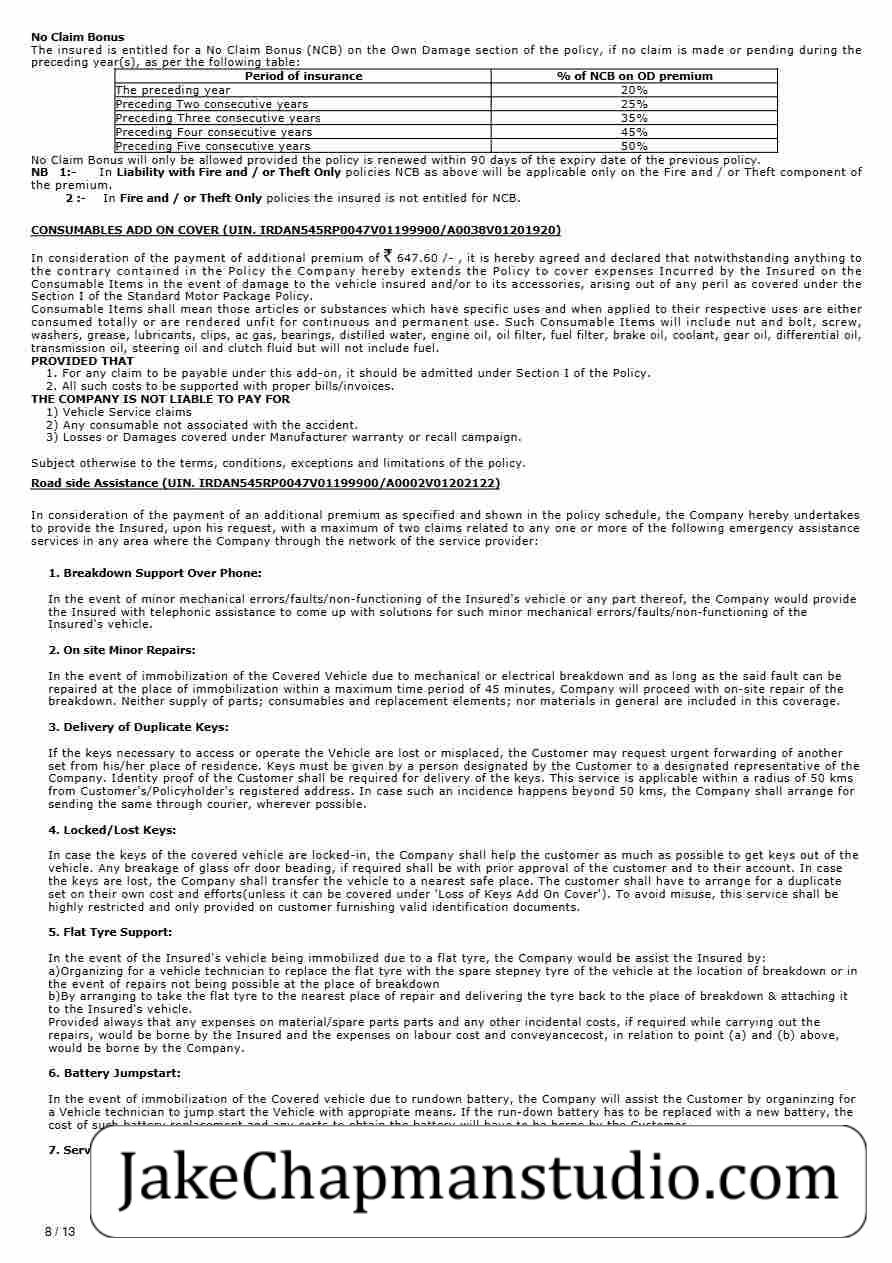 No Claim Bonus
The insured is entitled for a No Claim Bonus (NCB) on the Own Damage section of the policy, if no claim is made or pending during the
preceding year(s), as per the following table:
Period of insurance % of NCB on OD premium
The preceding year 20%
Preceding Two consecutive years 25%
Preceding Three consecutive years 35%
Preceding Four consecutive years 45%
Preceding Five consecutive years 50%
No Claim Bonus will only be allowed provided the policy is renewed within 90 days of the expiry date of the previous policy.
NB 1:- In Liability with Fire and / or Theft Only policies NCB as above will be applicable only on the Fire and / or Theft component of
the premium.
2 :- In Fire and / or Theft Only policies the insured is not entitled for NCB.
CONSUMABLES ADD ON COVER (UIN. IRDAN545RP0047V01199900/A0038V01201920)
In consideration of the payment of additional premium of ₹ 647.60 /- , it is hereby agreed and declared that notwithstanding anything to
the contrary contained in the Policy the Company hereby extends the Policy to cover expenses Incurred by the Insured on the
Consumable Items in the event of damage to the vehicle insured and/or to its accessories, arising out of any peril as covered under the
Section I of the Standard Motor Package Policy.
Consumable Items shall mean those articles or substances which have specific uses and when applied to their respective uses are either
consumed totally or are rendered unfit for continuous and permanent use. Such Consumable Items will include nut and bolt, screw,
washers, grease, lubricants, clips, ac gas, bearings, distilled water, engine oil, oil filter, fuel filter, brake oil, coolant, gear oil, differential oil,
transmission oil, steering oil and clutch fluid but will not include fuel.
PROVIDED THAT
1. For any claim to be payable under this add-on, it should be admitted under Section I of the Policy.
2. All such costs to be supported with proper bills/invoices.
THE COMPANY IS NOT LIABLE TO PAY FOR
1) Vehicle Service claims
2) Any consumable not associated with the accident.
3) Losses or Damages covered under Manufacturer warranty or recall campaign.
Subject otherwise to the terms, conditions, exceptions and limitations of the policy.
Road side Assistance (UIN. IRDAN545RP0047V01199900/A0002V01202122)
In consideration of the payment of an additional premium as specified and shown in the policy schedule, the Company hereby undertakes
to provide the Insured, upon his request, with a maximum of two claims related to any one or more of the following emergency assistance
services in any area where the Company through the network of the service provider:
1. Breakdown Support Over Phone:
In the event of minor mechanical errors/faults/non-functioning of the Insured's vehicle or any part thereof, the Company would provide
the Insured with telephonic assistance to come up with solutions for such minor mechanical errors/faults/non-functioning of the
Insured's vehicle.
2. On site Minor Repairs:
In the event of immobilization of the Covered Vehicle due to mechanical or electrical breakdown and as long as the said fault can be
repaired at the place of immobilization within a maximum time period of 45 minutes, Company will proceed with on-site repair of the
breakdown. Neither supply of parts; consumables and replacement elements; nor materials in general are included in this coverage.
3. Delivery of Duplicate Keys:
If the keys necessary to access or operate the Vehicle are lost or misplaced, the Customer may request urgent forwarding of another
set from his/her place of residence. Keys must be given by a person designated by the Customer to a designated representative of the
Company. Identity proof of the Customer shall be required for delivery of the keys. This service is applicable within a radius of 50 kms
from Customer's/Policyholder's registered address. In case such an incidence happens beyond 50 kms, the Company shall arrange for
sending the same through courier, wherever possible.
4. Locked/Lost Keys:
In case the keys of the covered vehicle are locked-in, the Company shall help the customer as much as possible to get keys out of the
vehicle. Any breakage of glass ofr door beading, if required shall be with prior approval of the customer and to their account. In case
the keys are lost, the Company shall transfer the vehicle to a nearest safe place. The customer shall have to arrange for a duplicate
set on their own cost and efforts(unless it can be covered under 'Loss of Keys Add On Cover'). To avoid misuse, this service shall be
highly restricted and only provided on customer furnishing valid identification documents.
5. Flat Tyre Support:
In the event of the Insured's vehicle being immobilized due to a flat tyre, the Company would be assist the Insured by:
a)Organizing for a vehicle technician to replace the flat tyre with the spare stepney tyre of the vehicle at the location of breakdown or in
the event of repairs not being possible at the place of breakdown
b)By arranging to take the flat tyre to the nearest place of repair and delivering the tyre back to the place of breakdown & attaching it
to the Insured's vehicle.
Provided always that any expenses on material/spare parts parts and any other incidental costs, if required while carrying out the
repairs, would be borne by the Insured and the expenses on labour cost and conveyancecost, in relation to point (a) and (b) above,
would be borne by the Company.
6. Battery Jumpstart:
In the event of immobilization of the Covered vehicle due to rundown battery, the Company will assist the Customer by organinzing for
a Vehicle technician to jump start the Vehicle with appropiate means. If the run-down battery has to be replaced with a new battery, the
cost of such battery replacement and any costs to obtain the battery will have to be borne by the Customer.
7. Serv
JakeChapmanstudio.com
8 / 13